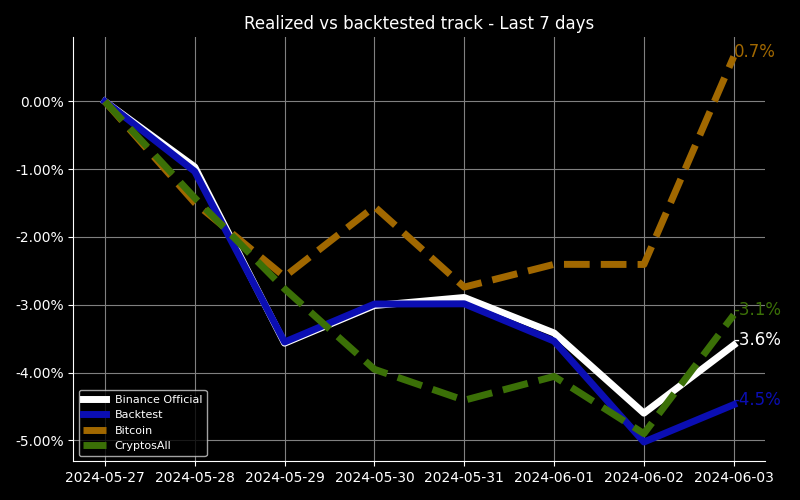 Realized vs backtested track - Last 7 days
0.7%
0.00%
-1.00%
-2.00%
-3.00%
-3.1%
-3.6%
-4.00%
-4.5%
-5.00%
Binance Official
Backtest
Bitcoin
CryptosAll
2024-05-27 2024-05-28 2024-05-29 2024-05-30 2024-05-31 2024-06-01 2024-06-02 2024-06-03